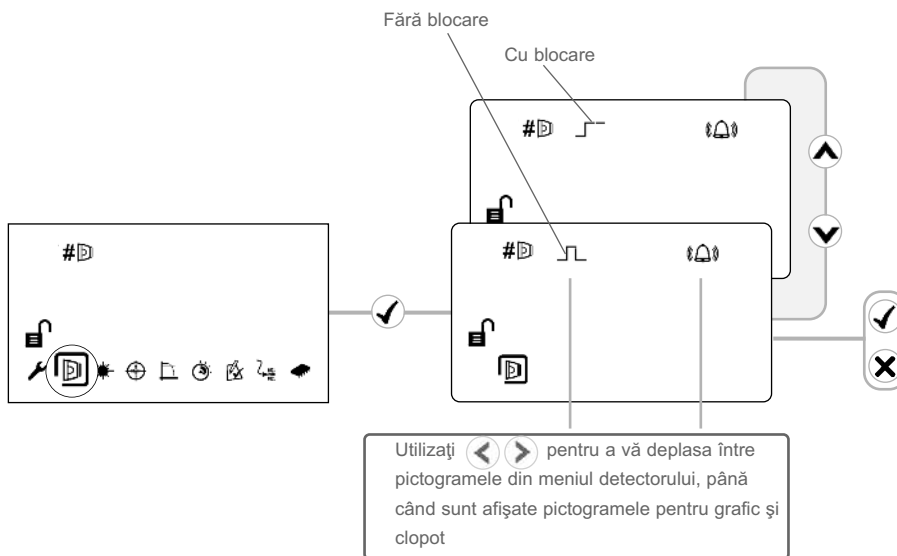 Fără blocare
Cu blocare
#
#
#
Utilizaţi pentru a vă deplasa între
pictogramele din meniul detectorului, până
când sunt afişate pictogramele pentru grafic şi
clopot